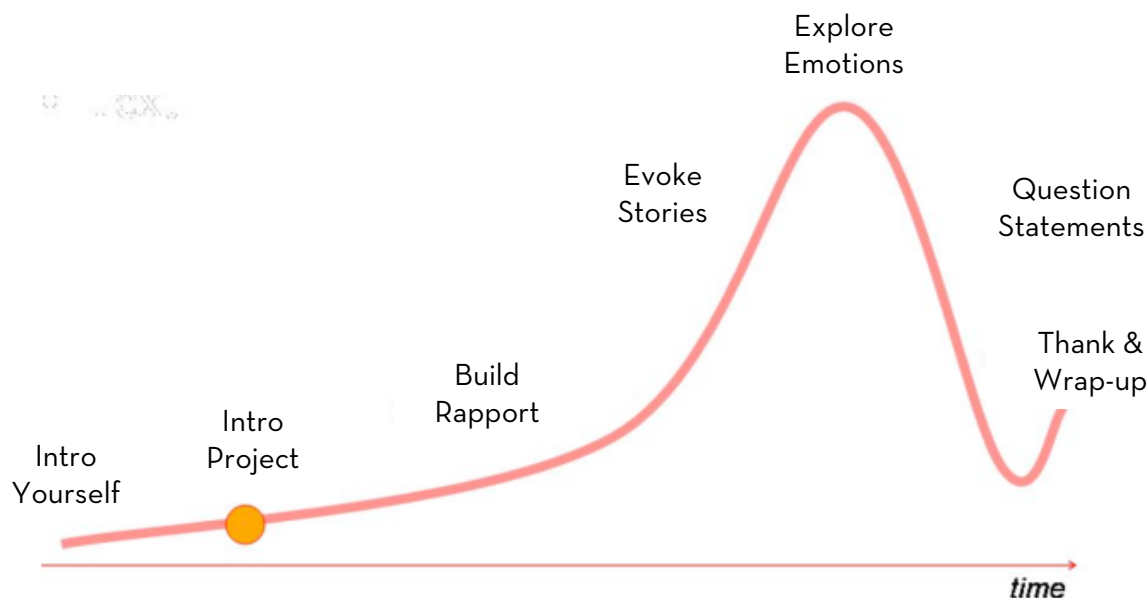 Explore
Emotions
Evoke
Stories
Question
Statements
Thank &
Wrap-up
Build
Rapport
Intro
Project
Intro
Yourself
time